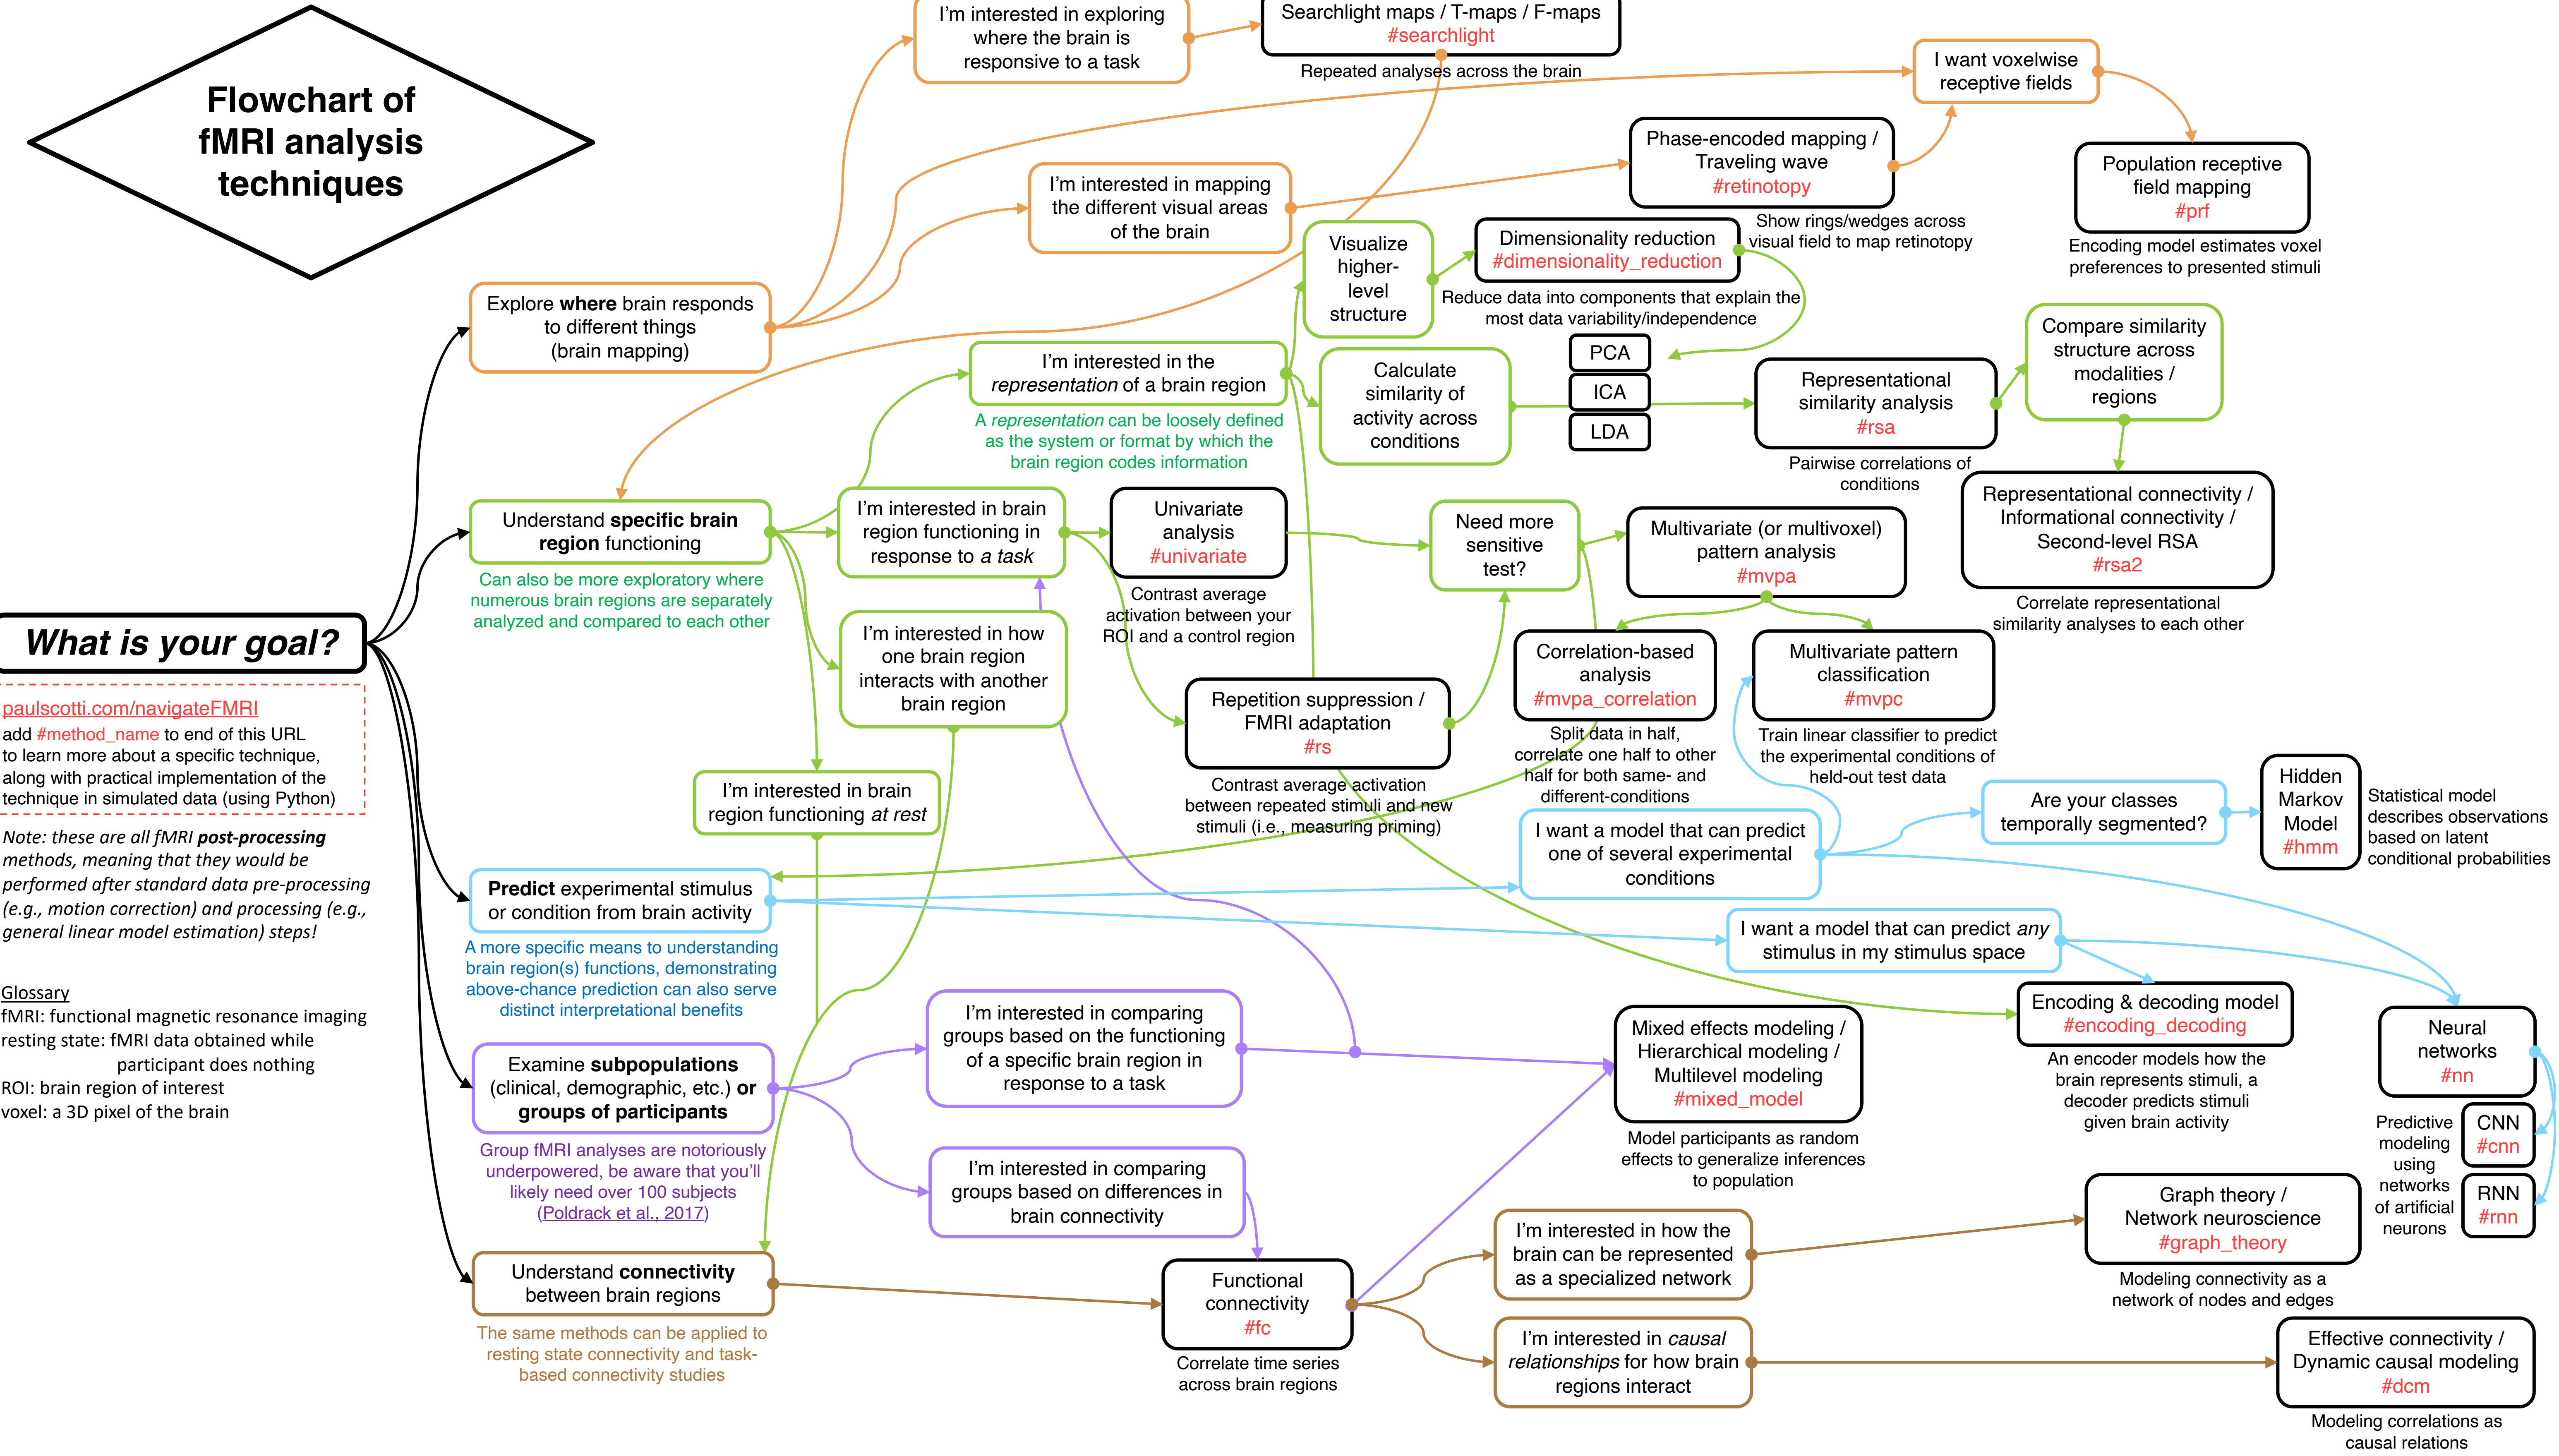 Flowchart of
fMRI analysis
techniques
What is your goal?
paulscotti.com/navigateFMRI
add #method_name to end of this URL
to learn more about a specific technique,
along with practical implementation of the
technique in simulated data (using Python)
Note: these are all fMRI post-processing
methods, meaning that they would be
performed after standard data pre-processing
(e.g., motion correction) and processing (e.g.,
general linear model estimation) steps!
Glossary
fMRI: functional magnetic resonance imaging
resting state: fMRI data obtained while
participant does nothing
ROI: brain region of interest
voxel: a 3D pixel of the brain
Explore where brain responds
to different things
(brain mapping)
I'm interested in exploring
where the brain is
responsive to a task
Searchlight maps / T-maps / F-maps
#searchlight
Repeated analyses across the brain
I'm interested in mapping
the different visual areas
of the brain
Phase-encoded mapping /
Traveling wave
#retinotopy
Show rings/wedges across
visual field to map retinotopy
I want voxelwise
receptive fields
Population receptive
field mapping
#prf
Encoding model estimates voxel
preferences to presented stimuli
Understand specific brain
region functioning
Can also be more exploratory where
numerous brain regions are separately
analyzed and compared to each other
I'm interested in the
representation of a brain region
A representation can be loosely defined
as the system or format by which the
brain region codes information
Visualize
higher-
level
structure
Dimensionality reduction
#dimensionality_reduction
Reduce data into components that explain the
most data variability/independence
PCA
ICA
LDA
Calculate
similarity of
activity across
conditions
Representational
similarity analysis
#rsa
Pairwise correlations of
conditions
Compare similarity
structure across
modalities /
regions
Representational connectivity /
Informational connectivity /
Second-level RSA
#rsa2
Correlate representational
similarity analyses to each other
I'm interested in brain
region functioning in
response to a task
Univariate
analysis
#univariate
Contrast average
activation between your
ROI and a control region
Need more
sensitive
test?
Multivariate (or multivoxel)
pattern analysis
#mvpa
Correlation-based
analysis
#mvpa_correlation
Split data in half,
correlate one half to other
half for both same- and
different-conditions
Multivariate pattern
classification
#mvpc
Train linear classifier to predict
the experimental conditions of
held-out test data
I'm interested in how
one brain region
interacts with another
brain region
Repetition suppression /
FMRI adaptation
#rs
Contrast average activation
between repeated stimuli and new
stimuli (i.e., measuring priming)
I'm interested in brain
region functioning at rest
Predict experimental stimulus
or condition from brain activity
A more specific means to understanding
brain region(s) functions, demonstrating
above-chance prediction can also serve
distinct interpretational benefits
I want a model that can predict
one of several experimental
conditions
Are your classes
temporally segmented?
Hidden
Markov
Model
#hmm
Statistical model
describes observations
based on latent
conditional probabilities
I want a model that can predict any
stimulus in my stimulus space
Encoding & decoding model
#encoding_decoding
An encoder models how the
brain represents stimuli, a
decoder predicts stimuli
given brain activity
Neural
networks
#nn
Predictive
modeling
using
networks
of artificial
neurons
CNN
#cnn
RNN
#rnn
Examine subpopulations
(clinical, demographic, etc.) or
groups of participants
Group fMRI analyses are notoriously
underpowered, be aware that you'll
likely need over 100 subjects
(Poldrack et al., 2017)
I'm interested in comparing
groups based on the functioning
of a specific brain region in
response to a task
I'm interested in comparing
groups based on differences in
brain connectivity
Mixed effects modeling /
Hierarchical modeling /
Multilevel modeling
#mixed_model
Model participants as random
effects to generalize inferences
to population
Understand connectivity
between brain regions
The same methods can be applied to
resting state connectivity and task-
based connectivity studies
Functional
connectivity
#fc
Correlate time series
across brain regions
I'm interested in how the
brain can be represented
as a specialized network
Graph theory /
Network neuroscience
#graph_theory
Modeling connectivity as a
network of nodes and edges
I'm interested in causal
relationships for how brain
regions interact
Effective connectivity /
Dynamic causal modeling
#dcm
Modeling correlations as
causal relations